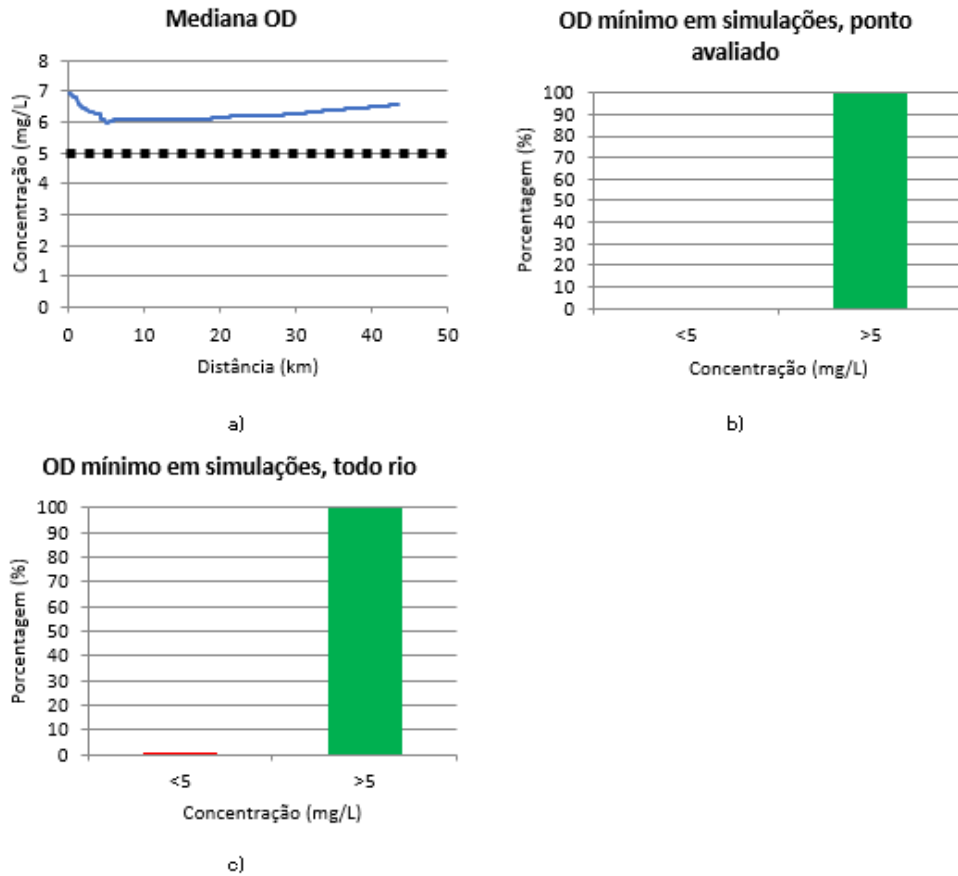 Mediana OD
Concentração (mg/L)
8
7
6
5
4
3
2
1
0
0 10 20 30 40 50
Distância (km)
a)
OD mínimo em simulações, ponto
avaliado
Porcentagem (%)
100
90
80
70
60
50
40
30
20
10
0
<5 >5
Concentração (mg/L)
b)
OD mínimo em simulações, todo rio
Porcentagem (%)
100
90
80
70
60
50
40
30
20
10
0
<5 >5
Concentração (mg/L)
c)